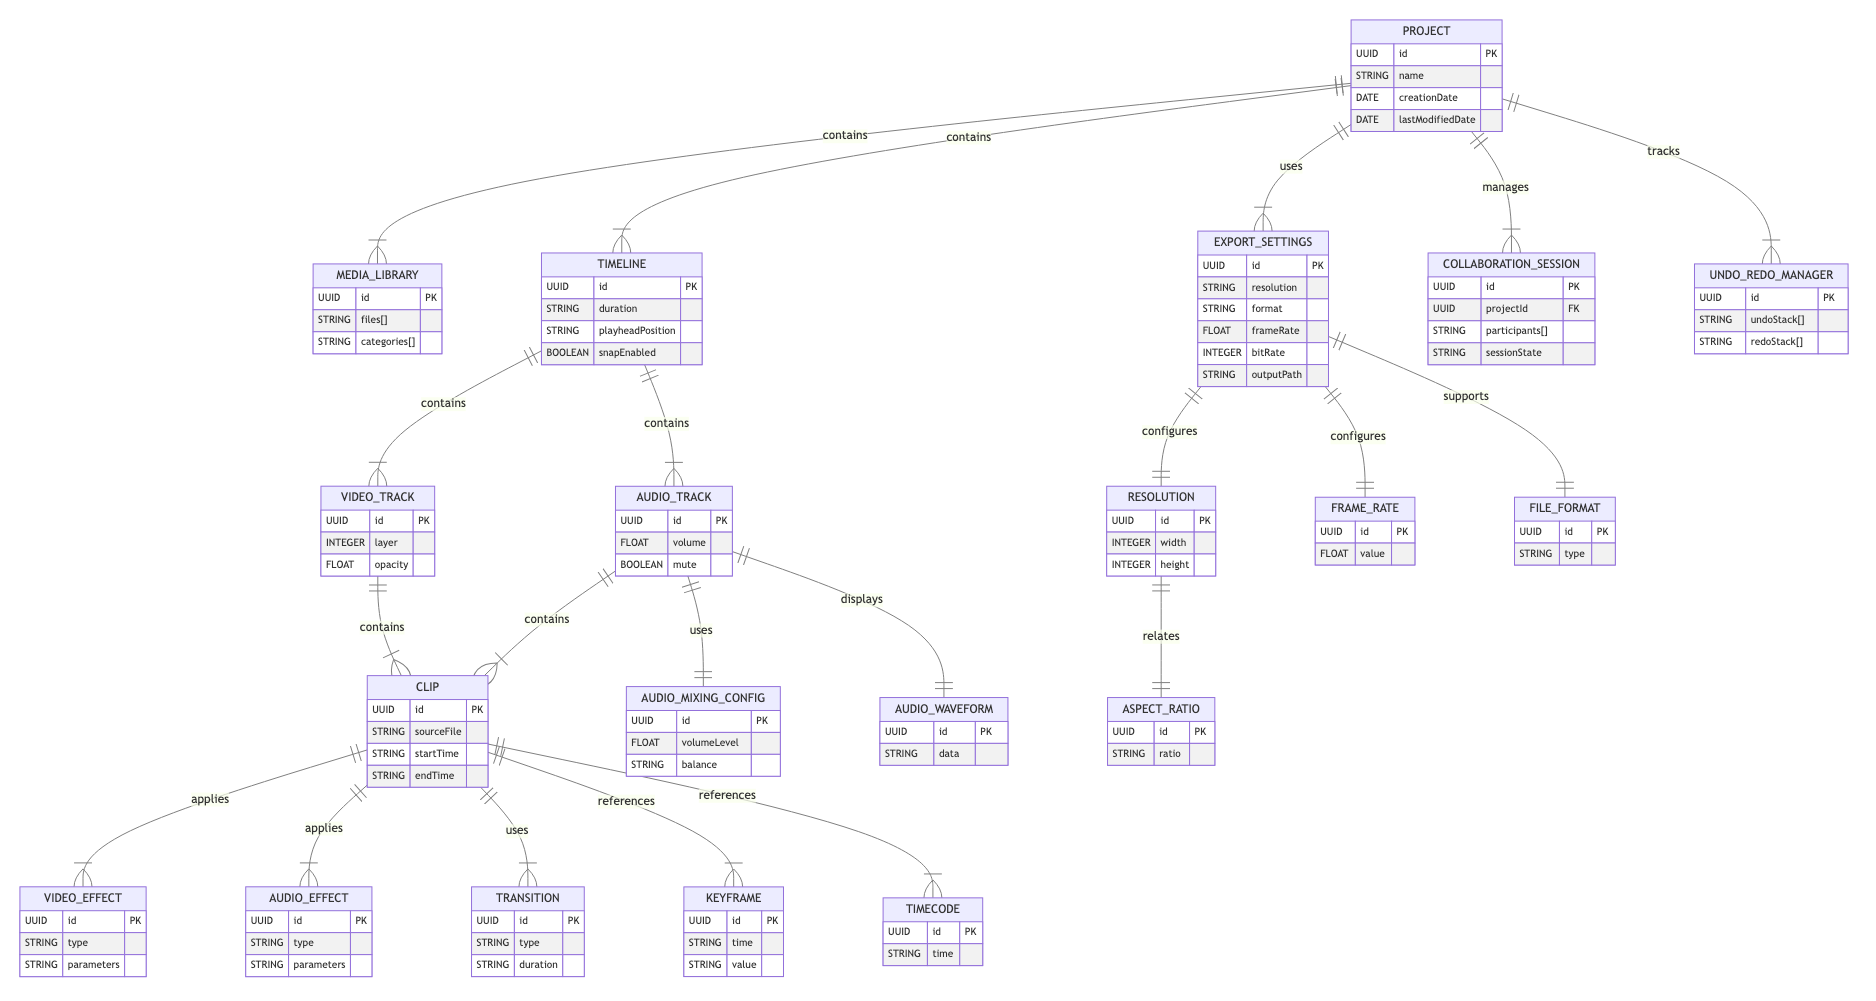 PROJECT
UUID id PK
STRING name
DATE creationDate
DATE lastModifiedDate
contains
contains
uses
manages
tracks
MEDIA_LIBRARY
UUID id PK
STRING files[]
STRING categories[]
TIMELINE
UUID id PK
STRING duration
STRING playheadPosition
BOOLEAN snapEnabled
EXPORT_SETTINGS
UUID id PK
STRING resolution
STRING format
FLOAT frameRate
INTEGER bitRate
STRING outputPath
COLLABORATION_SESSION
UUID id PK
UUID projectId FK
STRING participants[]
STRING sessionState
UNDO_REDO_MANAGER
UUID id PK
STRING undoStack[]
STRING redoStack[]
contains
contains
configures
configures
supports
VIDEO_TRACK
UUID id PK
INTEGER layer
FLOAT opacity
AUDIO_TRACK
UUID id PK
FLOAT volume
BOOLEAN mute
RESOLUTION
UUID id PK
INTEGER width
INTEGER height
FRAME_RATE
UUID id PK
FLOAT value
FILE_FORMAT
UUID id PK
STRING type
contains
contains
uses
displays
relates
CLIP
UUID id PK
STRING sourceFile
STRING startTime
STRING endTime
AUDIO_MIXING_CONFIG
UUID id PK
FLOAT volumeLevel
STRING balance
AUDIO_WAVEFORM
UUID id PK
STRING data
ASPECT_RATIO
UUID id PK
STRING ratio
applies
applies
uses
references
references
VIDEO_EFFECT
UUID id PK
STRING type
STRING parameters
AUDIO_EFFECT
UUID id PK
STRING type
STRING parameters
TRANSITION
UUID id PK
STRING type
STRING duration
KEYFRAME
UUID id PK
STRING time
STRING value
TIMECODE
UUID id PK
STRING time